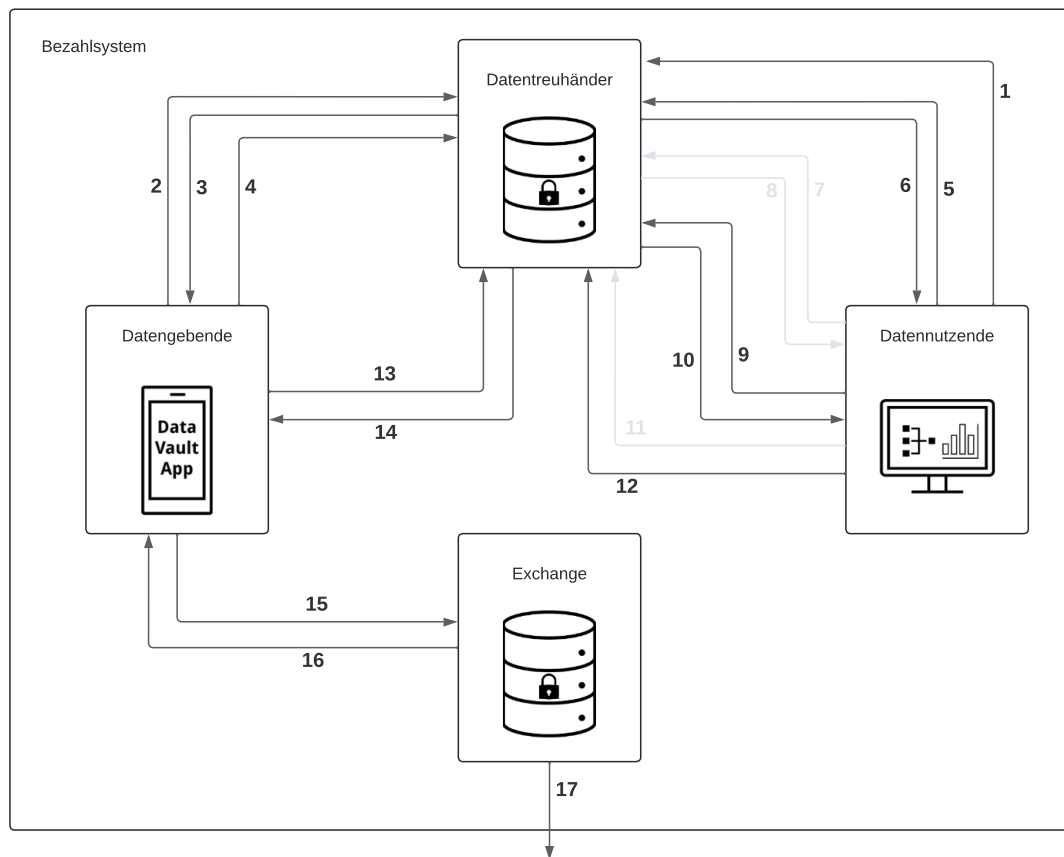 Bezahlsystem
Datentreuhänder
1
2
3
4
8
7
6
5
Datengebende
Datennutzende
Data
Vault
App
13
10
9
14
11
12
Exchange
15
16
17